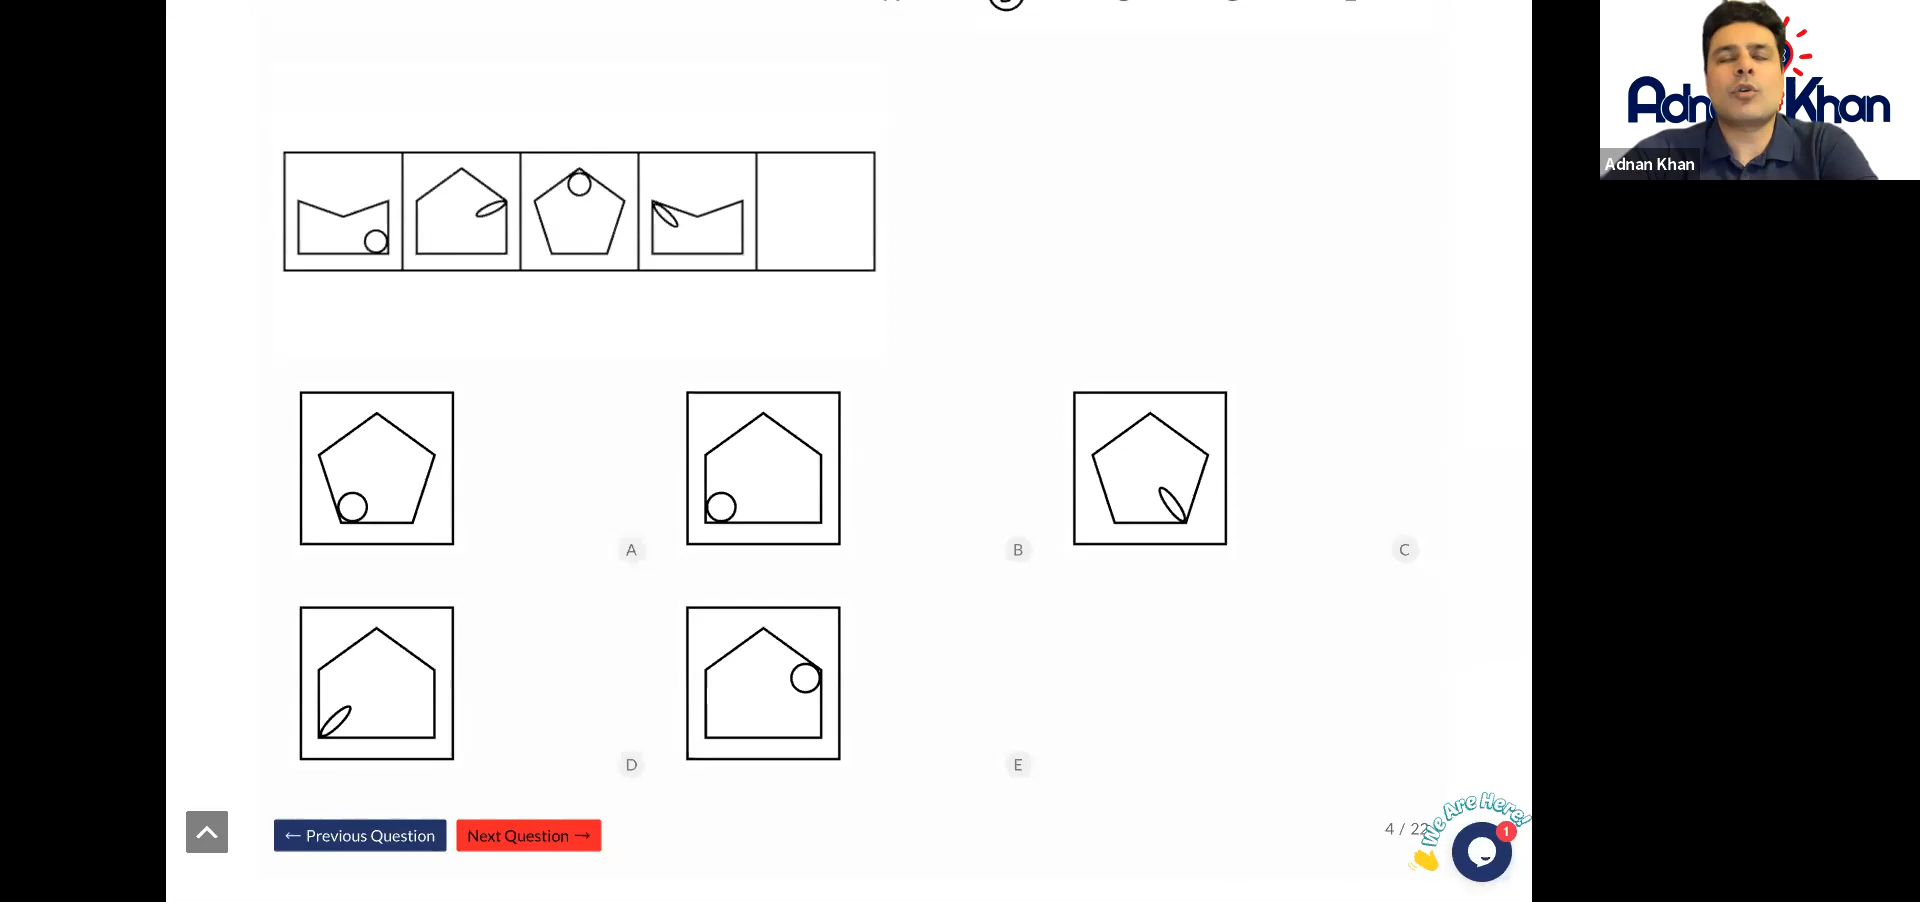 Adnan Khan
Adnan Khan
A
B
C
D
E
← Previous Question
Next Question →
4 / 22
We Are Here!
1